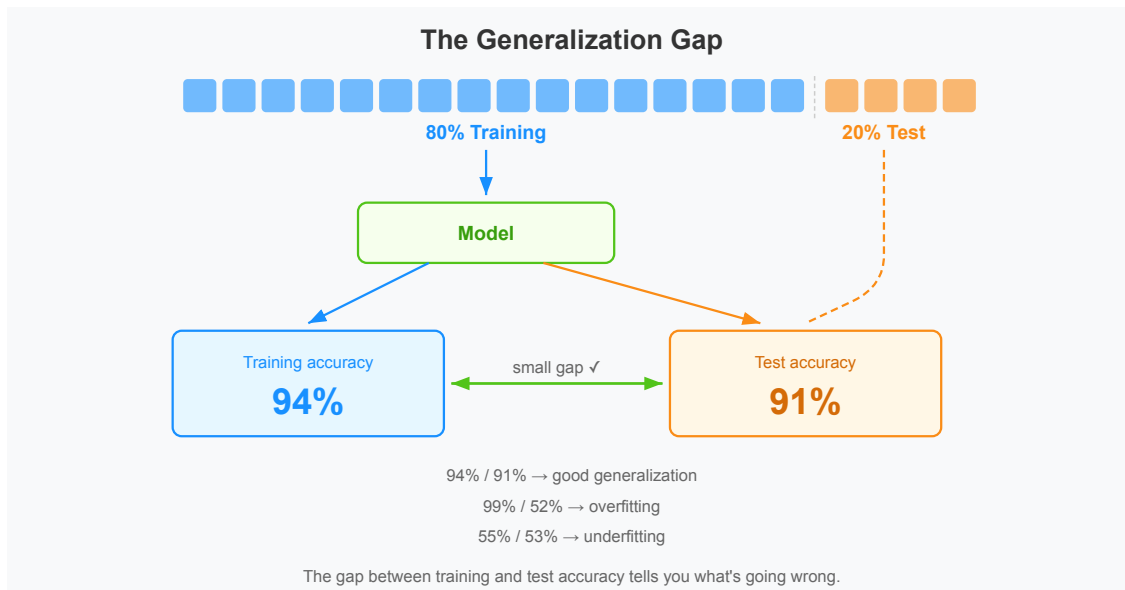 The Generalization Gap
80% Training
20% Test
Model
Training accuracy
94%
small gap ✓
Test accuracy
91%
94% / 91% → good generalization
99% / 52% → overfitting
55% / 53% → underfitting
The gap between training and test accuracy tells you what's going wrong.